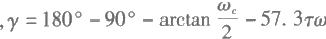 ,γ = 180° − 90° − arctan ω_c/2 − 57. 3τω